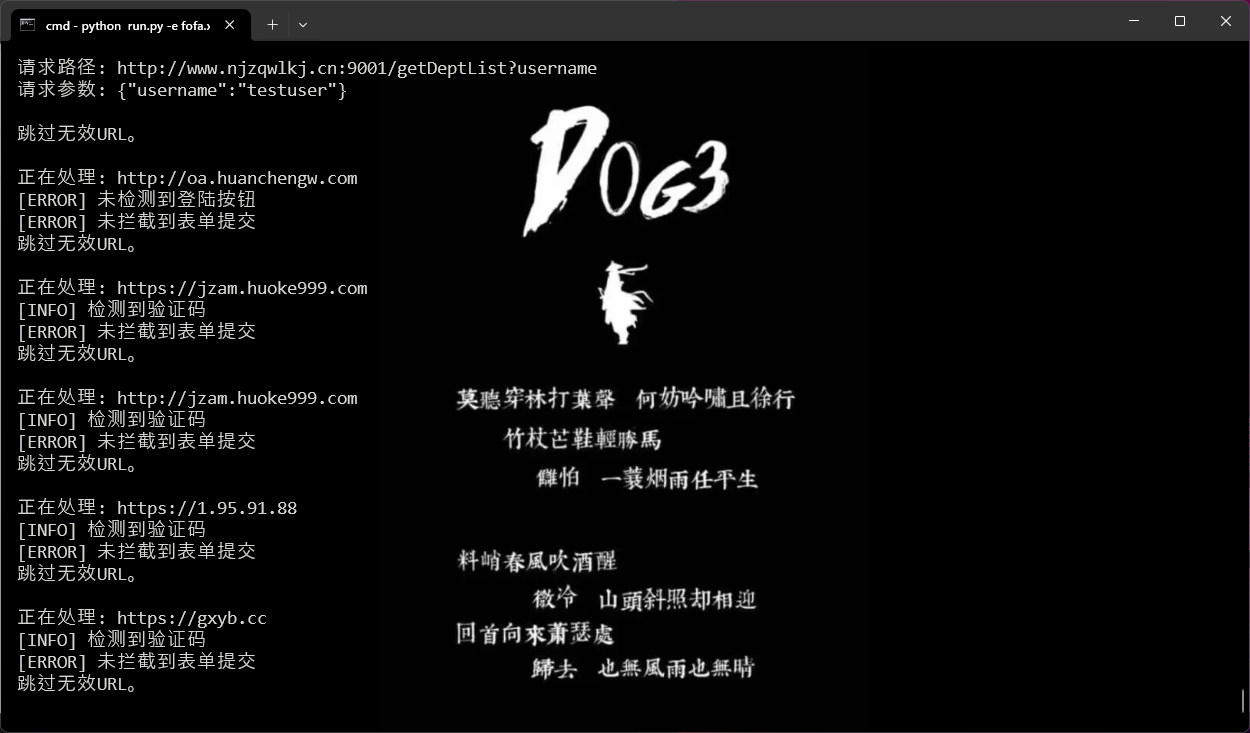 cmd - python run.py -e fofa.x
请求路径: http://www.njzqwlkj.cn:9001/getDeptList?username
请求参数: {"username":"testuser"}
跳过无效URL。
正在处理: http://oa.huanchengw.com
[ERROR] 未检测到登陆按钮
[ERROR] 未拦截到表单提交
跳过无效URL。
正在处理: https://jzam.huoke999.com
[INFO] 检测到验证码
[ERROR] 未拦截到表单提交
跳过无效URL。
正在处理: http://jzam.huoke999.com
[INFO] 检测到验证码
[ERROR] 未拦截到表单提交
跳过无效URL。
正在处理: https://1.95.91.88
[INFO] 检测到验证码
[ERROR] 未拦截到表单提交
跳过无效URL。
正在处理: https://gxyb.cc
[INFO] 检测到验证码
[ERROR] 未拦截到表单提交
跳过无效URL。
DOG3
莫聽穿林打葉聲 何妨吟嘯且徐行
竹杖芒鞋輕勝馬
誰怕 一蓑烟雨任平生
料峭春風吹酒醒
微冷 山頭斜照却相迎
回首向來蕭瑟處
歸去 也無風雨也無晴